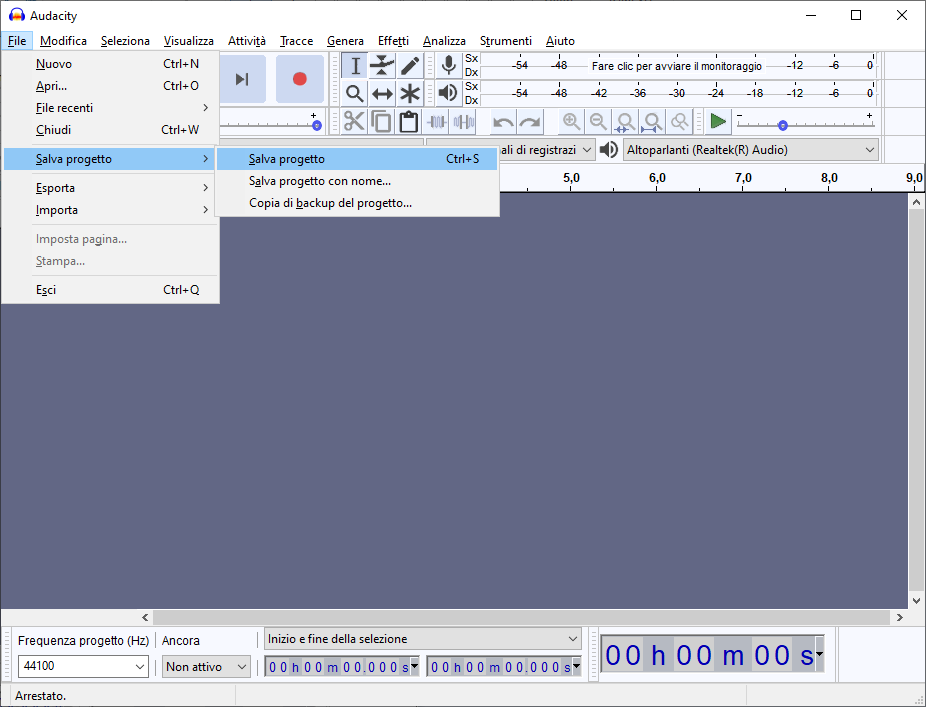 Audacity
File Modifica Seleziona Visualizza Attività Tracce Genera Effetti Analizza Strumenti Aiuto
Nuovo Ctrl+N
Apri... Ctrl+O
File recenti
Chiudi Ctrl+W
Salva progetto
Esporta
Importa
Imposta pagina...
Stampa...
Esci Ctrl+Q
Salva progetto Ctrl+S
Salva progetto con nome...
Copia di backup del progetto...
Sx
Dx
-54 -48 Fare clic per avviare il monitoraggio -12 -6 0
Sx
Dx
-54 -48 -42 -36 -30 -24 -18 -12 -6 0
- +
di registrazi
Altoparlanti (Realtek(R) Audio)
5,0 6,0 7,0 8,0 9,0
Frequenza progetto (Hz)
44100
Ancora
Non attivo
Inizio e fine della selezione
00h00m00.000s
00h00m00.000s
00h00m00s
Arrestato.